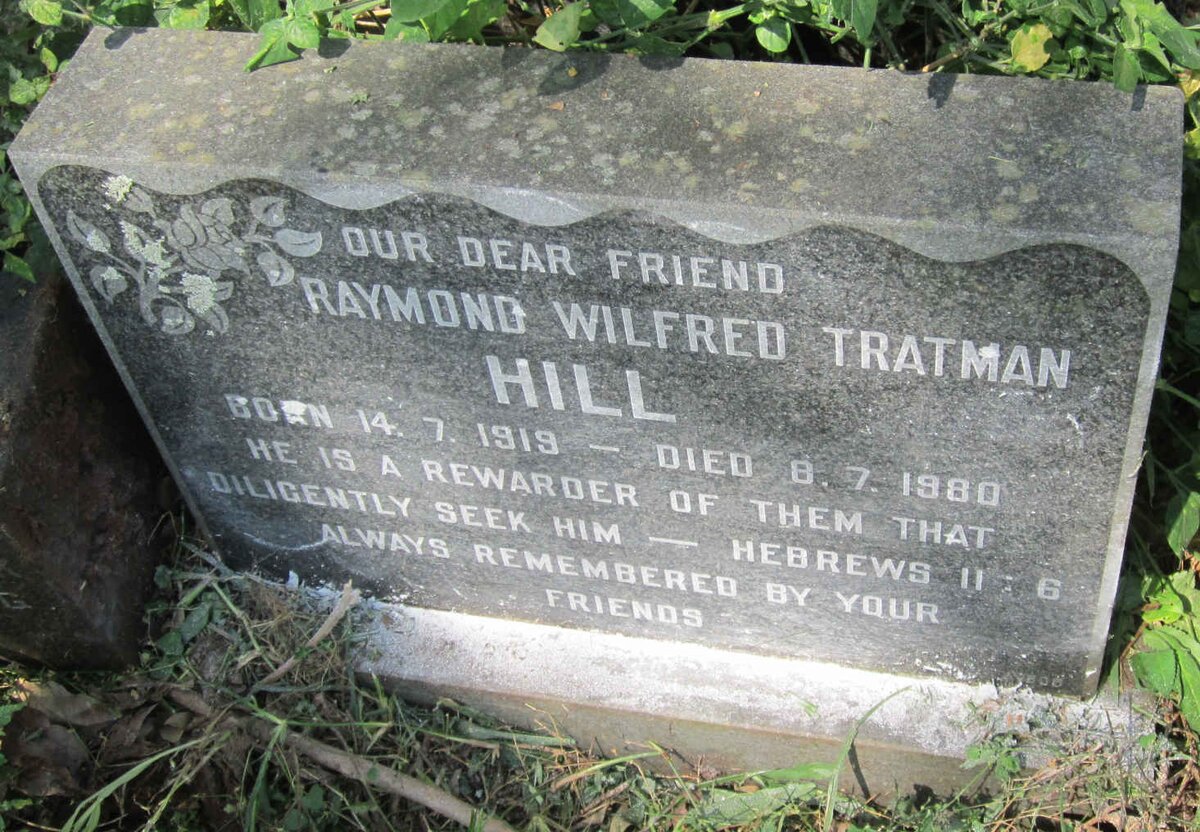 OUR DEAR FRIEND
RAYMOND WILFRED TRATMAN
HILL
BORN 14. 7. 1919 — DIED 8. 7. 1980
HE IS A REWARDER OF THEM THAT
DILIGENTLY SEEK HIM — HEBREWS 11 : 6
ALWAYS REMEMBERED BY YOUR
FRIENDS